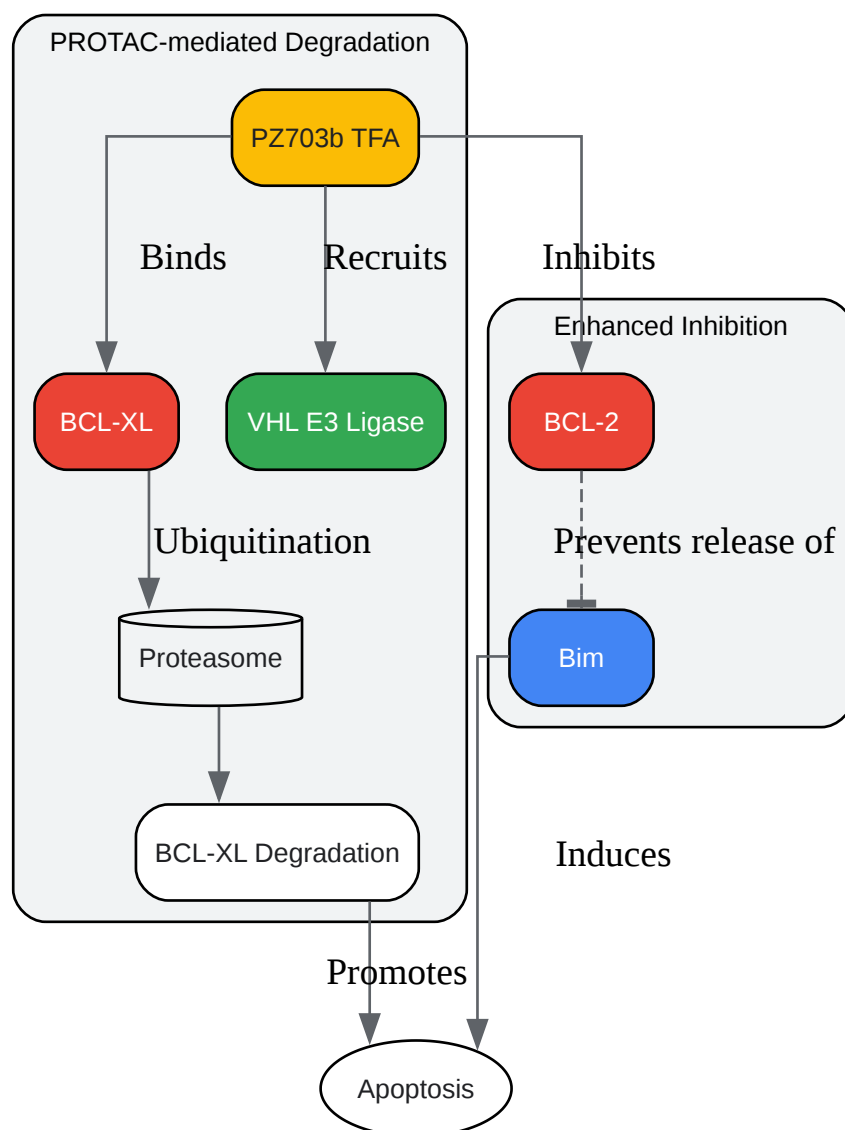 PROTAC-mediated Degradation
PZ703b TFA
Binds
Recruits
Inhibits
Enhanced Inhibition
BCL-XL
VHL E3 Ligase
BCL-2
Ubiquitination
Prevents release of
Proteasome
Bim
BCL-XL Degradation
Induces
Promotes
Apoptosis